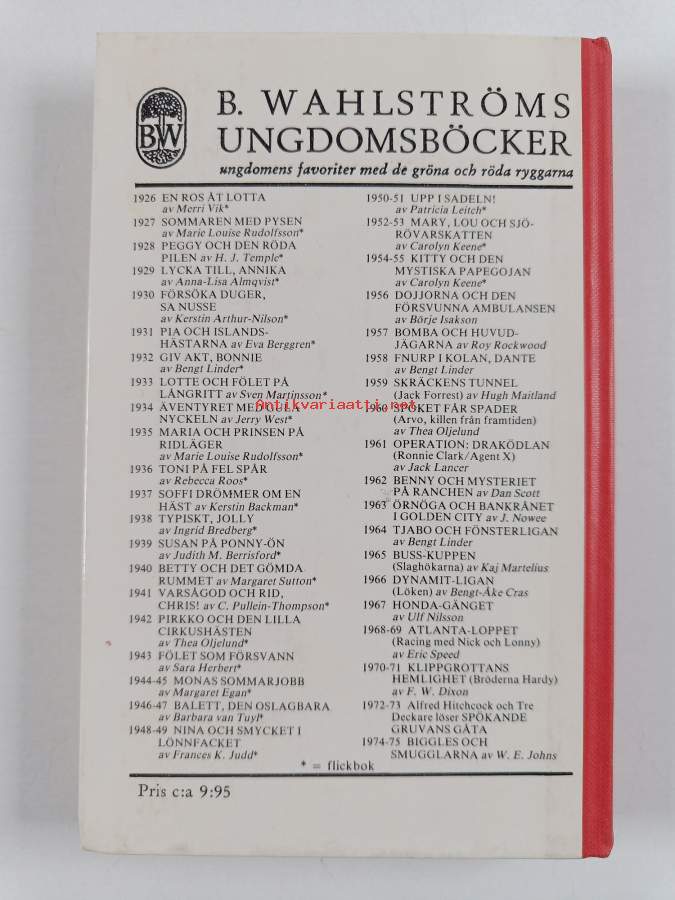 BW
B. WAHLSTRÖMS
UNGDOMSBÖCKER
ungdomens favoriter med de gröna och röda ryggarna
1926 EN ROS ÅT LOTTA
av Merri Vik*
1927 SOMMAREN MED PYSEN
av Marie Louise Rudolfsson*
1928 PEGGY OCH DEN RÖDA
PILEN av H. J. Temple*
1929 LYCKA TILL, ANNIKA
av Anna-Lisa Almqvist*
1930 FÖRSÖKA DUGER,
SA NUSSE
av Kerstin Arthur-Nilson*
1931 PIA OCH ISLANDS-
HÄSTARNA av Eva Berggren*
1932 GIV AKT, BONNIE
av Bengt Linder*
1933 LOTTE OCH FÖLET PÅ
LÅNGRITT av Sven Martinsson*
1934 ÄVENTYRET MED GULA
NYCKELN av Jerry West*
1935 MARIA OCH PRINSEN PÅ
RIDLÄGER
av Marie Louise Rudolfsson*
1936 TONI PÅ FEL SPÅR
av Rebecca Roos*
1937 SOFFI DRÖMMER OM EN
HÄST av Kerstin Backman*
1938 TYPISKT, JOLLY
av Ingrid Bredberg*
1939 SUSAN PÅ PONNY-ÖN
av Judith M. Berrisford*
1940 BETTY OCH DET GÖMDA
RUMMET av Margaret Sutton*
1941 VARSÅGOD OCH RID,
CHRIS! av C. Pullein-Thompson*
1942 PIRKKO OCH DEN LILLA
CIRKUSHÄSTEN
av Thea Oljelund*
1943 FÖLET SOM FÖRSVANN
av Sara Herbert*
1944-45 MONAS SOMMARJOBB
av Margaret Egan*
1946-47 BALETT, DEN OSLAGBARA
av Barbara van Tuyl*
1948-49 NINA OCH SMYCKET I
LÖNNFACKET
av Frances K. Judd*
1950-51 UPP I SADELN!
av Patricia Leitch*
1952-53 MARY, LOU OCH SJÖ-
RÖVARSKATTEN
av Carolyn Keene*
1954-55 KITTY OCH DEN
MYSTISKA PAPEGOJAN
av Carolyn Keene*
1956 DOJJORNA OCH DEN
FÖRSVUNNA AMBULANSEN
av Börje Isakson
1957 BOMBA OCH HUVUD-
JÄGARNA av Roy Rockwood
1958 FNURP I KOLAN, DANTE
av Bengt Linder
1959 SKRÄCKENS TUNNEL
(Jack Forrest) av Hugh Maitland
1960 SPÖKET FÅR SPADER
(Arvo, killen från framtiden)
av Thea Oljelund
1961 OPERATION: DRAKÖDLAN
(Ronnie Clark/Agent X)
av Jack Lancer
1962 BENNY OCH MYSTERIET
PÅ RANCHEN av Dan Scott
1963 ÖRNÖGA OCH BANKRÅNET
I GOLDEN CITY av J. Nowee
1964 TJABO OCH FÖNSTERLIGAN
av Bengt Linder
1965 BUSS-KUPPEN
(Slaghökarna) av Kaj Martelius
1966 DYNAMIT-LIGAN
(Löken) av Bengt-Åke Cras
1967 HONDA-GÄNGET
av Ulf Nilsson
1968-69 ATLANTA-LOPPET
(Racing med Nick och Lonny)
av Eric Speed
1970-71 KLIPPGROTTANS
HEMLIGHET (Bröderna Hardy)
av F. W. Dixon
1972-73 Alfred Hitchcock och Tre
Deckare löser SPÖKANDE
GRUVANS GÅTA
1974-75 BIGGLES OCH
SMUGGLARNA av W. E. Johns
* = flickbok
Pris c:a 9:95
Antikvariaatti.net